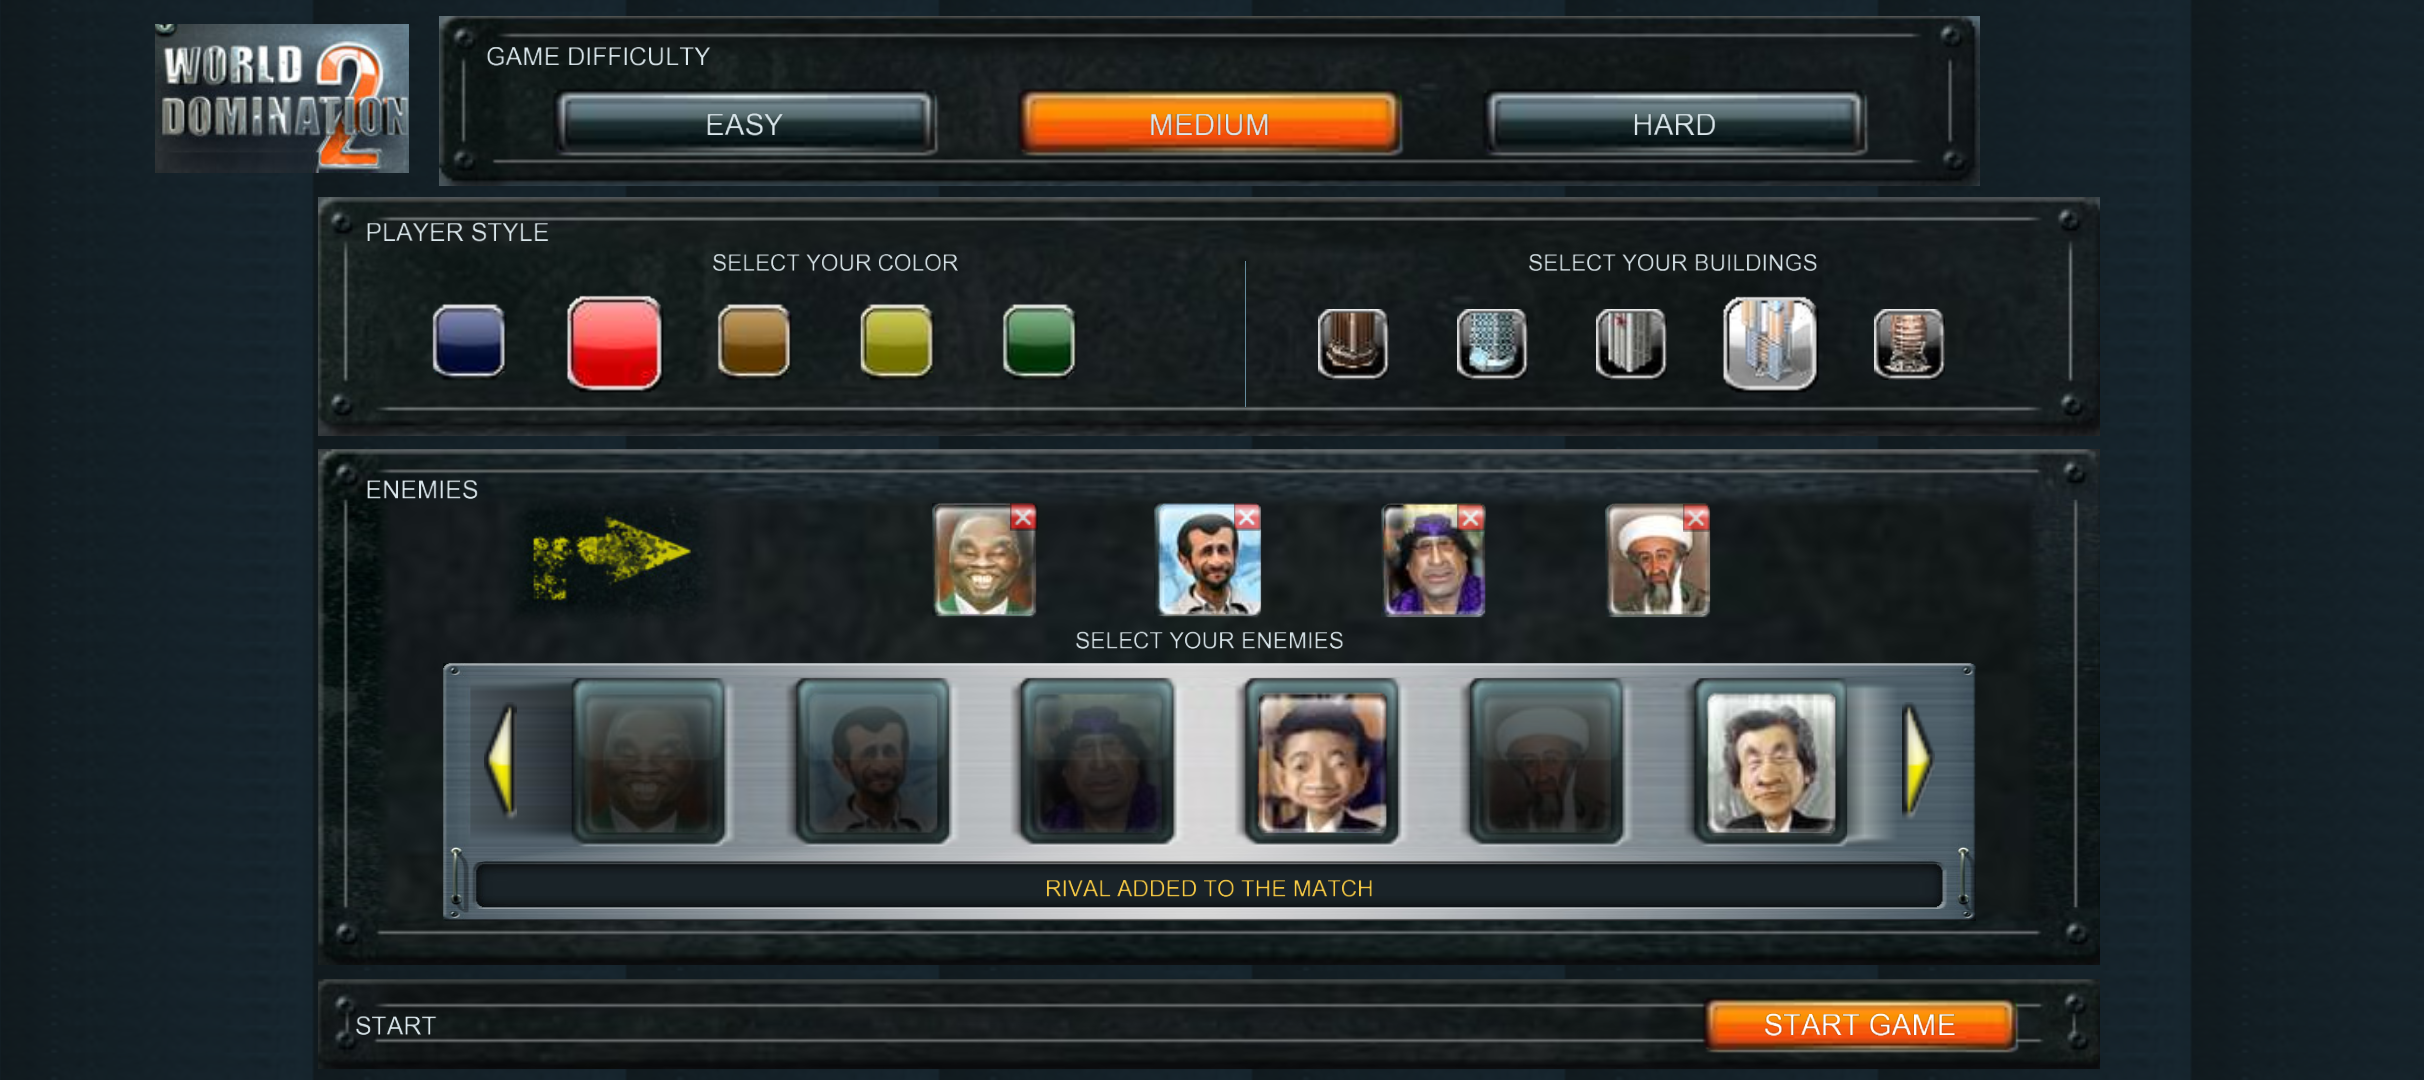 WORLD
DOMINATION
2
GAME DIFFICULTY
EASY
MEDIUM
HARD
PLAYER STYLE
SELECT YOUR COLOR
SELECT YOUR BUILDINGS
ENEMIES
SELECT YOUR ENEMIES
RIVAL ADDED TO THE MATCH
START
START GAME